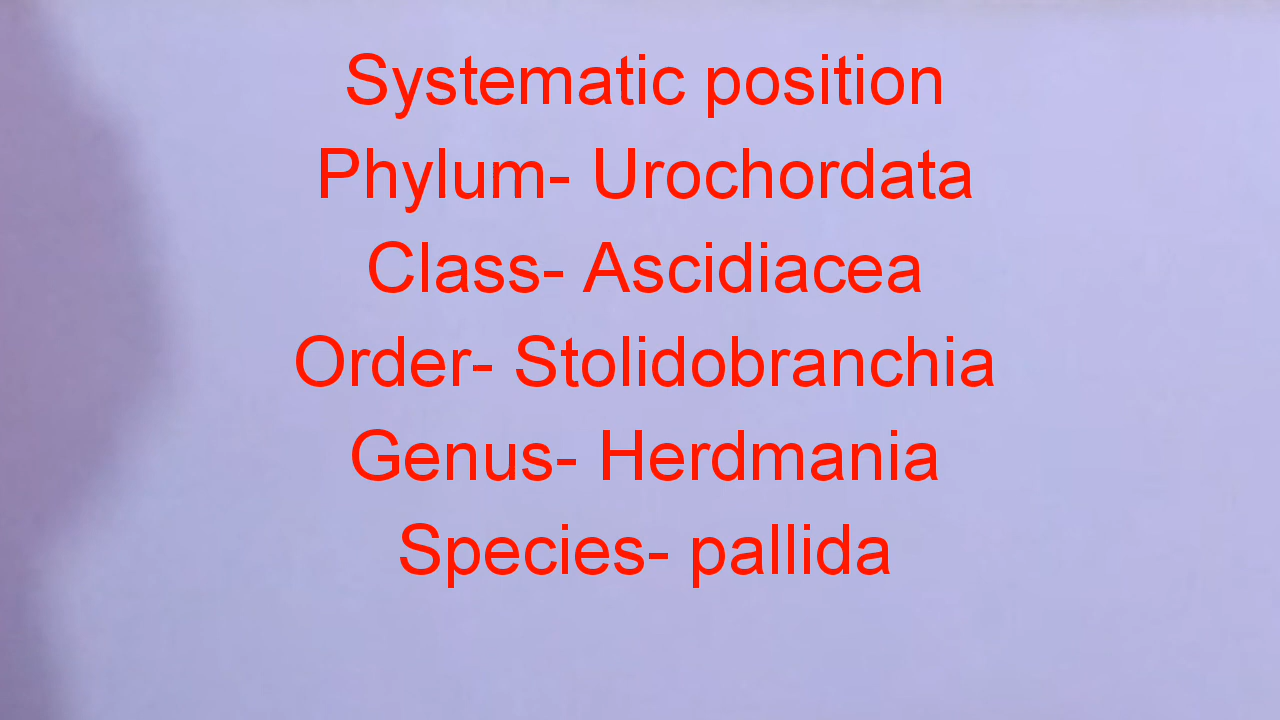 Systematic position
Phylum- Urochordata
Class- Ascidiacea
Order- Stolidobranchia
Genus- Herdmania
Species- pallida